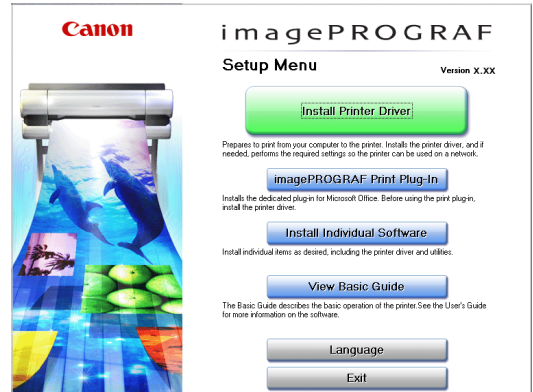 Canon
imagePROGRAF
Setup Menu
Version X.XX
Install Printer Driver
Prepares to print from your computer to the printer. Installs the printer driver, and if
needed, performs the required settings so the printer can be used on a network.
imagePROGRAF Print Plug-In
Installs the dedicated plug-in for Microsoft Office. Before using the print plug-in,
install the printer driver.
Install Individual Software
Install individual items as desired, including the printer driver and utilities.
View Basic Guide
The Basic Guide describes the basic operation of the printer.See the User's Guide
for more information on the software.
Language
Exit